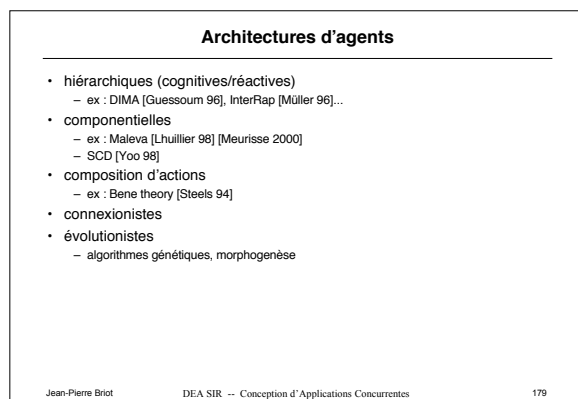 Architectures d'agents
• hiérarchiques (cognitives/réactives)
– ex : DIMA [Guessoum 96], InterRap [Müller 96]...
• componentielles
– ex : Maleva [Lhuillier 98] [Meurisse 2000]
– SCD [Yoo 98]
• composition d'actions
– ex : Bene theory [Steels 94]
• connexionistes
• évolutionistes
– algorithmes génétiques, morphogenèse
Jean-Pierre Briot DEA SIR -- Conception d'Applications Concurrentes 179